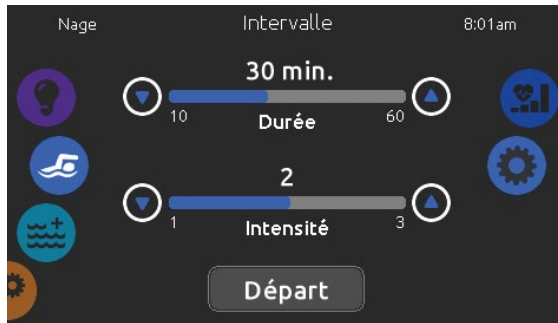 Nage Intervalle 8:01am
30 min.
10 Durée 60
2
1 Intensité 3
Départ